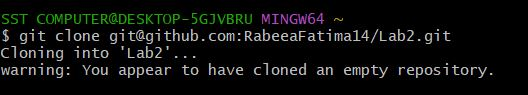 SST COMPUTER@DESKTOP-5GJVBRU MINGW64 ~
$ git clone git@github.com:RabeeaFatima14/Lab2.git
Cloning into 'Lab2'...
warning: You appear to have cloned an empty repository.